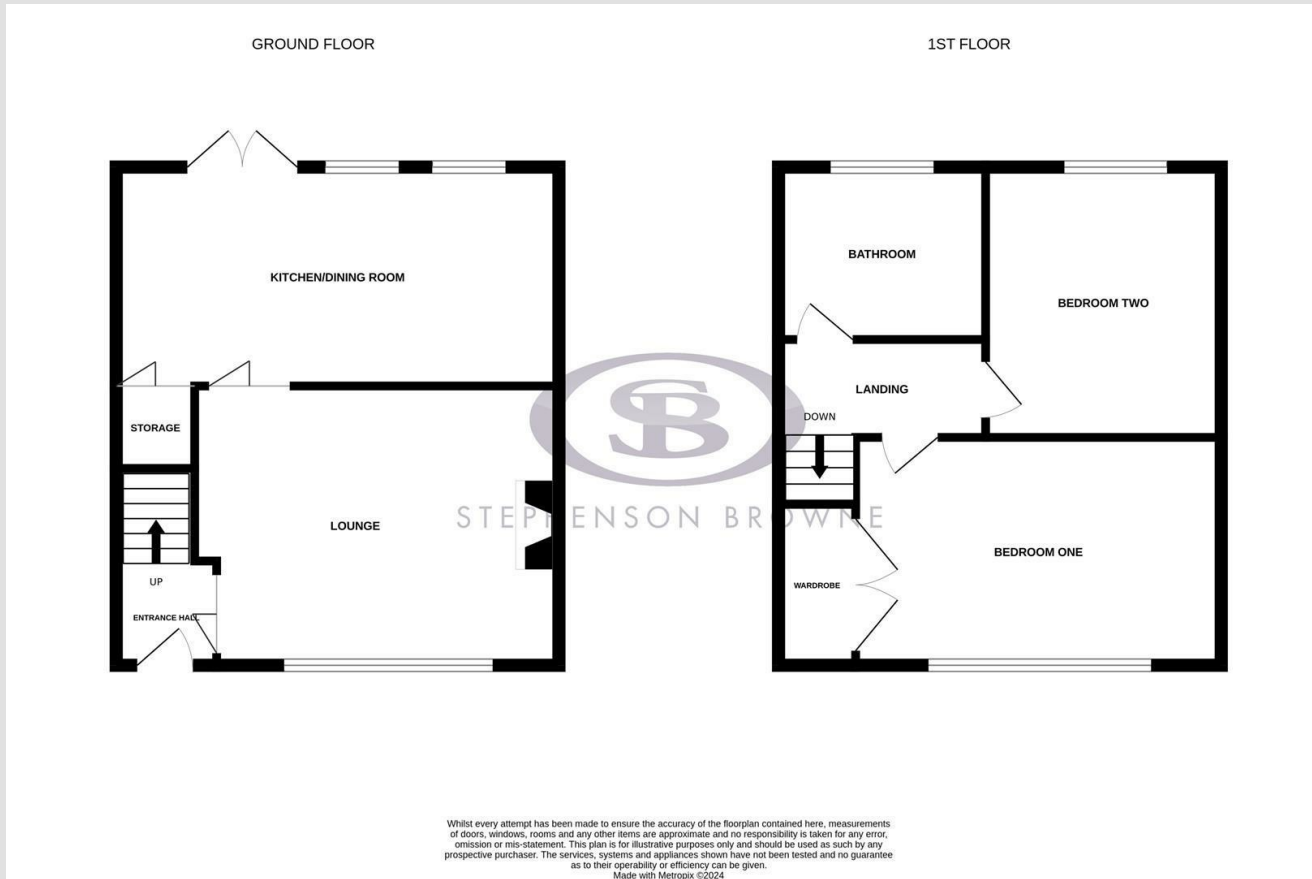 GROUND FLOOR
1ST FLOOR
KITCHEN/DINING ROOM
STORAGE
LOUNGE
UP
ENTRANCE HALL
BATHROOM
BEDROOM TWO
LANDING
DOWN
BEDROOM ONE
WARDROBE
SB
STEPHENSON BROWNE
Whilst every attempt has been made to ensure the accuracy of the floorplan contained here, measurements
of doors, windows, rooms and any other items are approximate and no responsibility is taken for any error,
omission or mis-statement. This plan is for illustrative purposes only and should be used as such by any
prospective purchaser. The services, systems and appliances shown have not been tested and no guarantee
as to their operability or efficiency can be given.
Made with Metropix ©2024